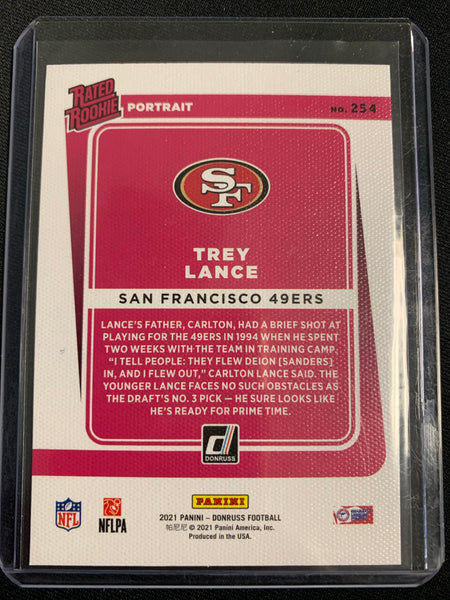 RATED
ROOKIE
PORTRAIT
NO. 254
SF
TREY
LANCE
SAN FRANCISCO 49ERS
LANCE'S FATHER, CARLTON, HAD A BRIEF SHOT AT
PLAYING FOR THE 49ERS IN 1994 WHEN HE SPENT
TWO WEEKS WITH THE TEAM IN TRAINING CAMP.
"I TELL PEOPLE: THEY FLEW DEION [SANDERS]
IN, AND I FLEW OUT," CARLTON LANCE SAID. THE
YOUNGER LANCE FACES NO SUCH OBSTACLES AS
THE DRAFT'S NO. 3 PICK — HE SURE LOOKS LIKE
HE'S READY FOR PRIME TIME.
d
DONRUSS
NFL
NFLPA
PANINI
2021 PANINI – DONRUSS FOOTBALL
帕尼尼 © 2021 Panini America, Inc.
Produced in the USA.